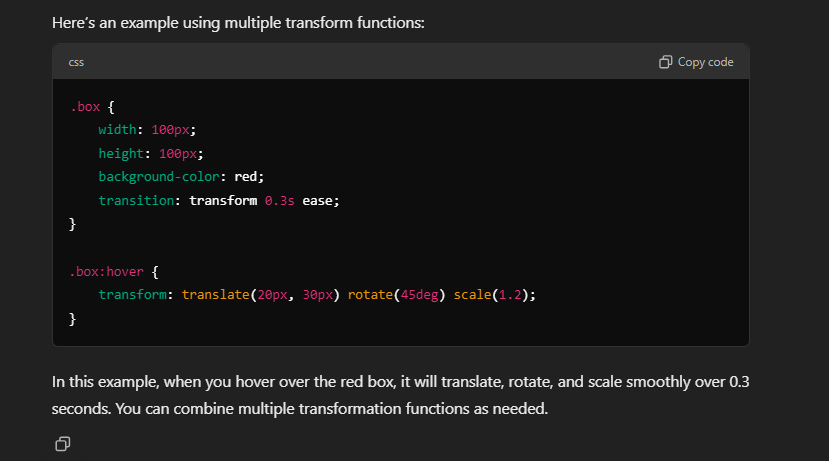 Here's an example using multiple transform functions:
css
Copy code
.box {
    width: 100px;
    height: 100px;
    background-color: red;
    transition: transform 0.3s ease;
}

.box:hover {
    transform: translate(20px, 30px) rotate(45deg) scale(1.2);
}
In this example, when you hover over the red box, it will translate, rotate, and scale smoothly over 0.3
seconds. You can combine multiple transformation functions as needed.